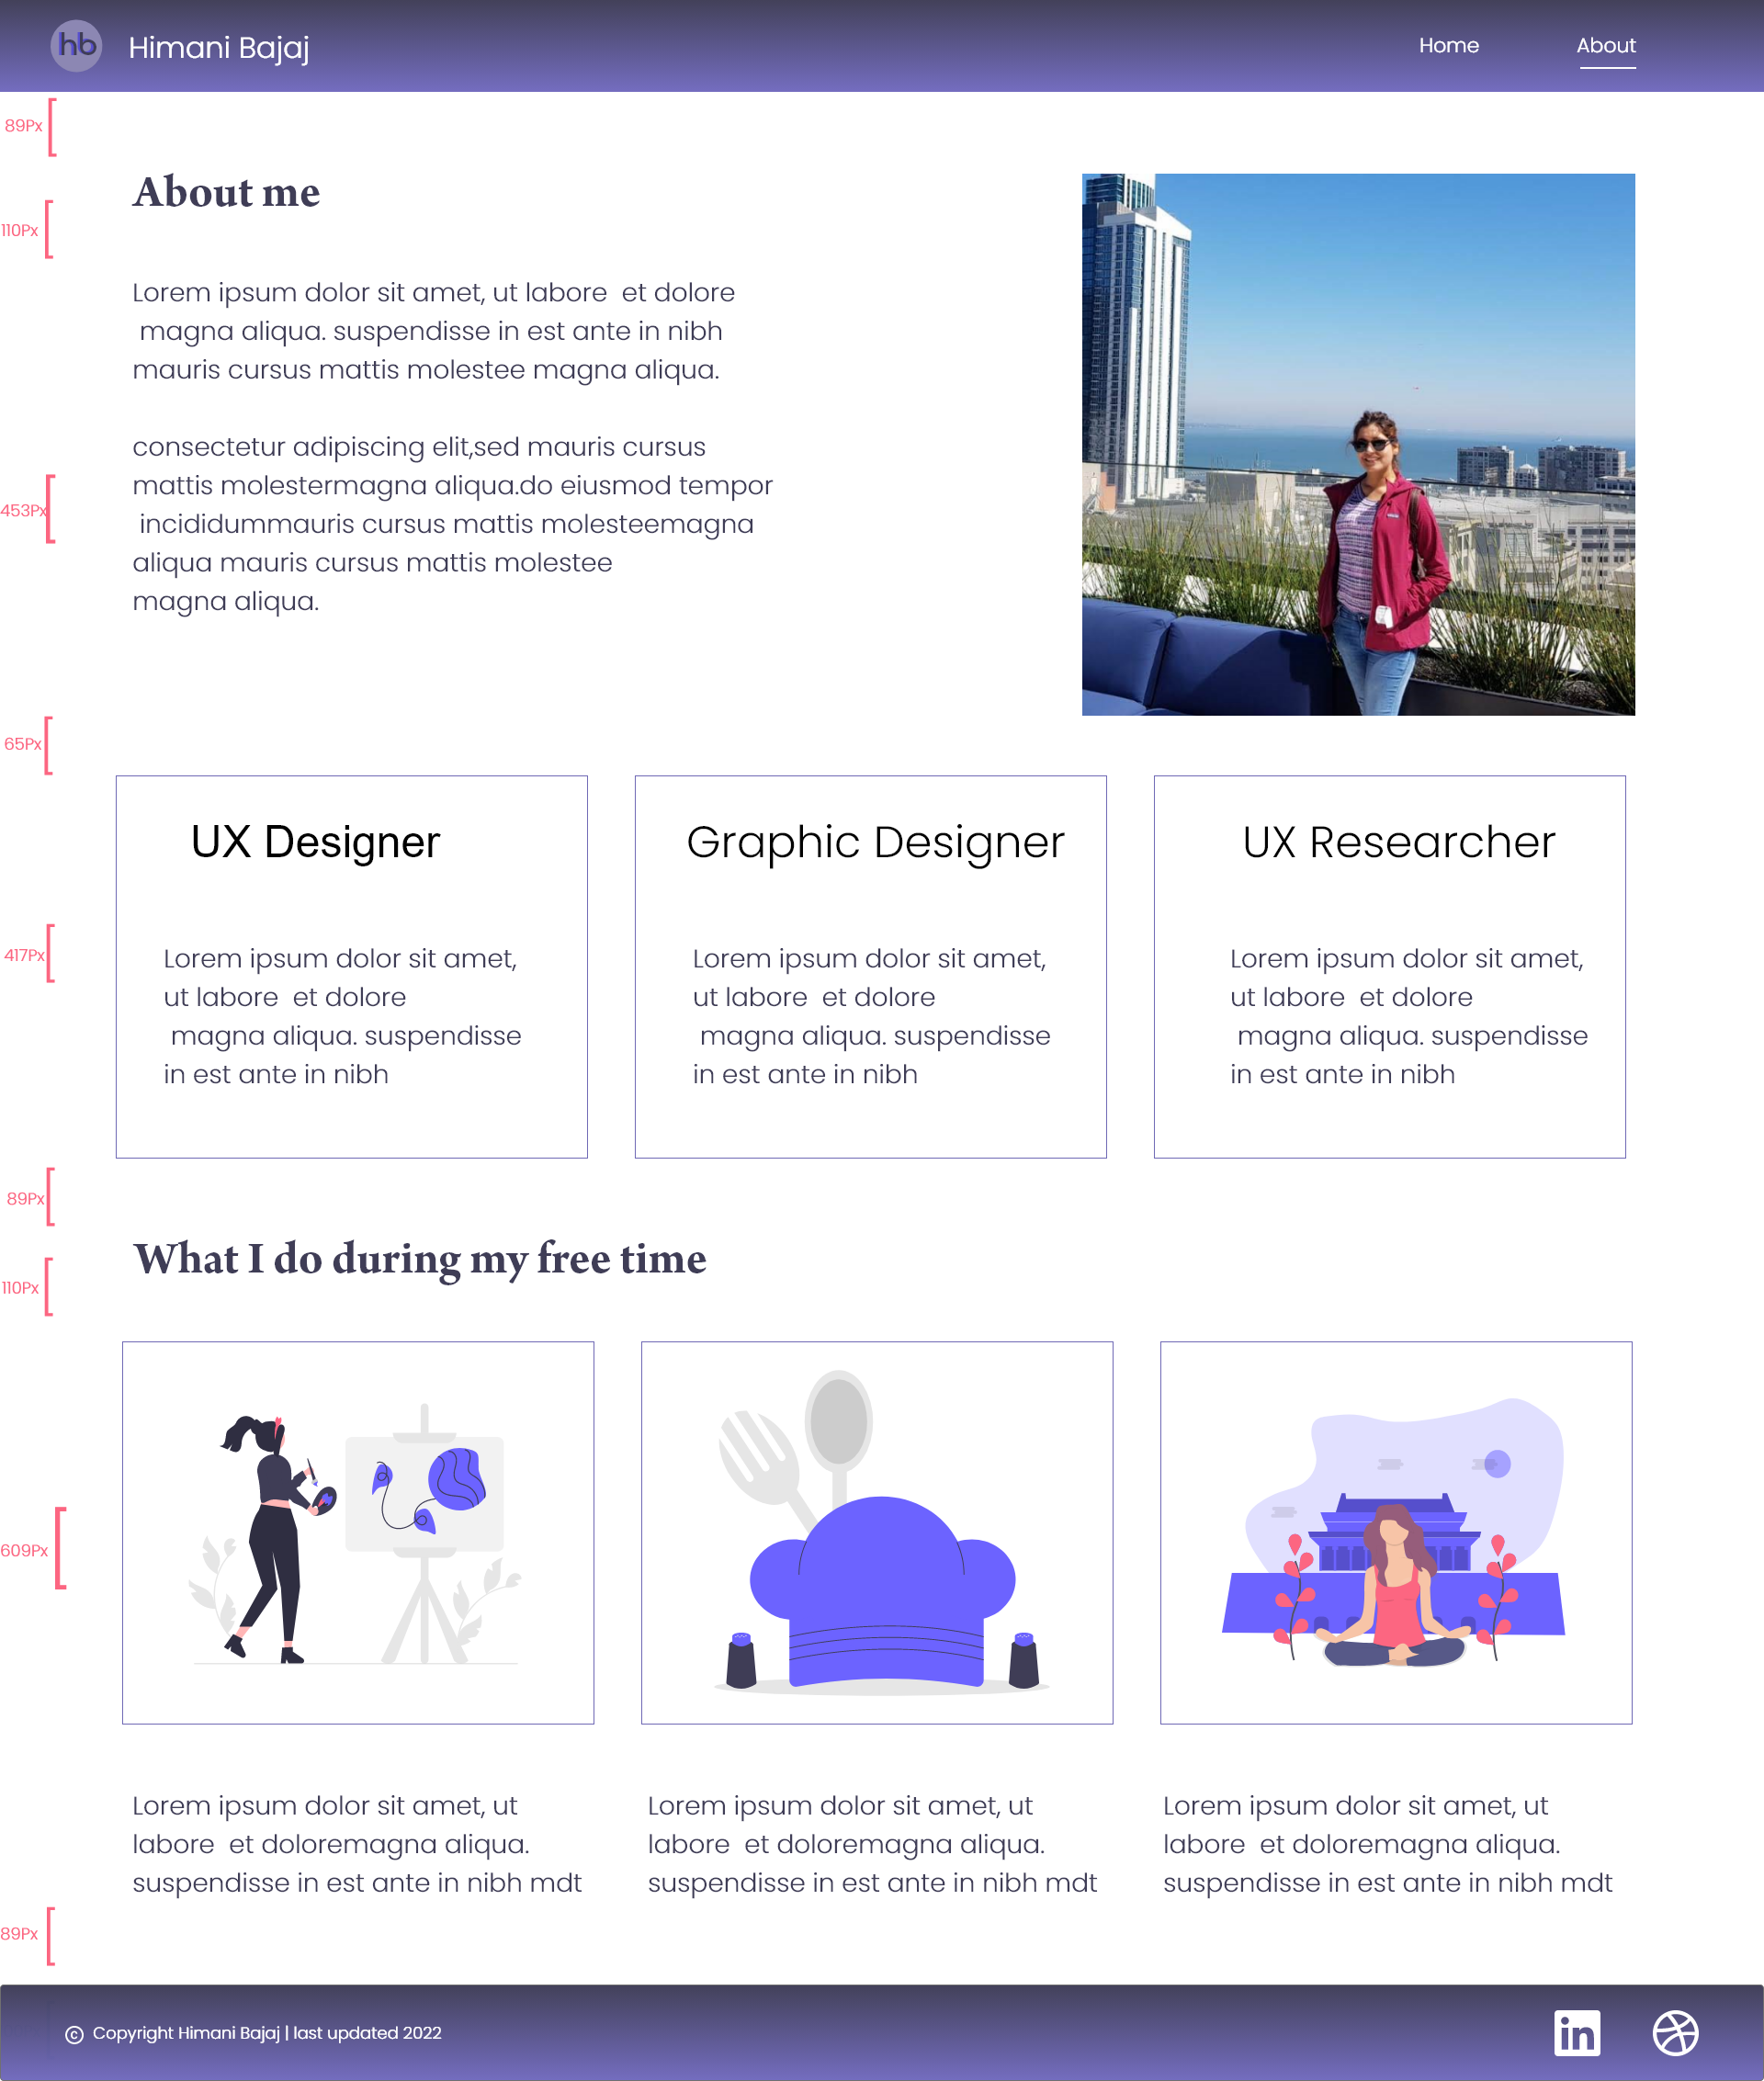 hb
Himani Bajaj
Home
About
89Px
About me
110Px
Lorem ipsum dolor sit amet, ut labore  et dolore
magna aliqua. suspendisse in est ante in nibh
mauris cursus mattis molestee magna aliqua.
consectetur adipiscing elit,sed mauris cursus
mattis molestermagna aliqua.do eiusmod tempor
incididummauris cursus mattis molesteemagna
aliqua mauris cursus mattis molestee
magna aliqua.
453Px
65Px
UX Designer
Lorem ipsum dolor sit amet,
ut labore  et dolore
magna aliqua. suspendisse
in est ante in nibh
Graphic Designer
Lorem ipsum dolor sit amet,
ut labore  et dolore
magna aliqua. suspendisse
in est ante in nibh
UX Researcher
Lorem ipsum dolor sit amet,
ut labore  et dolore
magna aliqua. suspendisse
in est ante in nibh
417Px
89Px
What I do during my free time
110Px
609Px
Lorem ipsum dolor sit amet, ut
labore  et doloremagna aliqua.
suspendisse in est ante in nibh mdt
Lorem ipsum dolor sit amet, ut
labore  et doloremagna aliqua.
suspendisse in est ante in nibh mdt
Lorem ipsum dolor sit amet, ut
labore  et doloremagna aliqua.
suspendisse in est ante in nibh mdt
89Px
© Copyright Himani Bajaj | last updated 2022
in